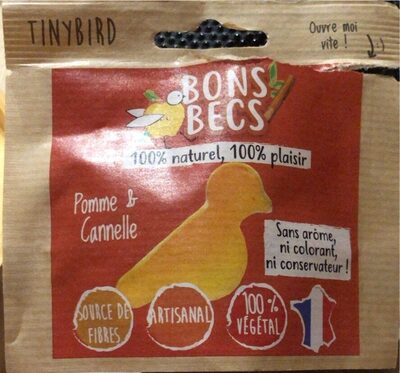 TINYBIRD
Ouvre moi
vite !
BONS
BECS
100% naturel, 100% plaisir
Pomme &
Cannelle
Sans arôme,
ni colorant,
ni conservateur !
SOURCE DE
FIBRES
ARTISANAL
100%
VÉGÉTAL